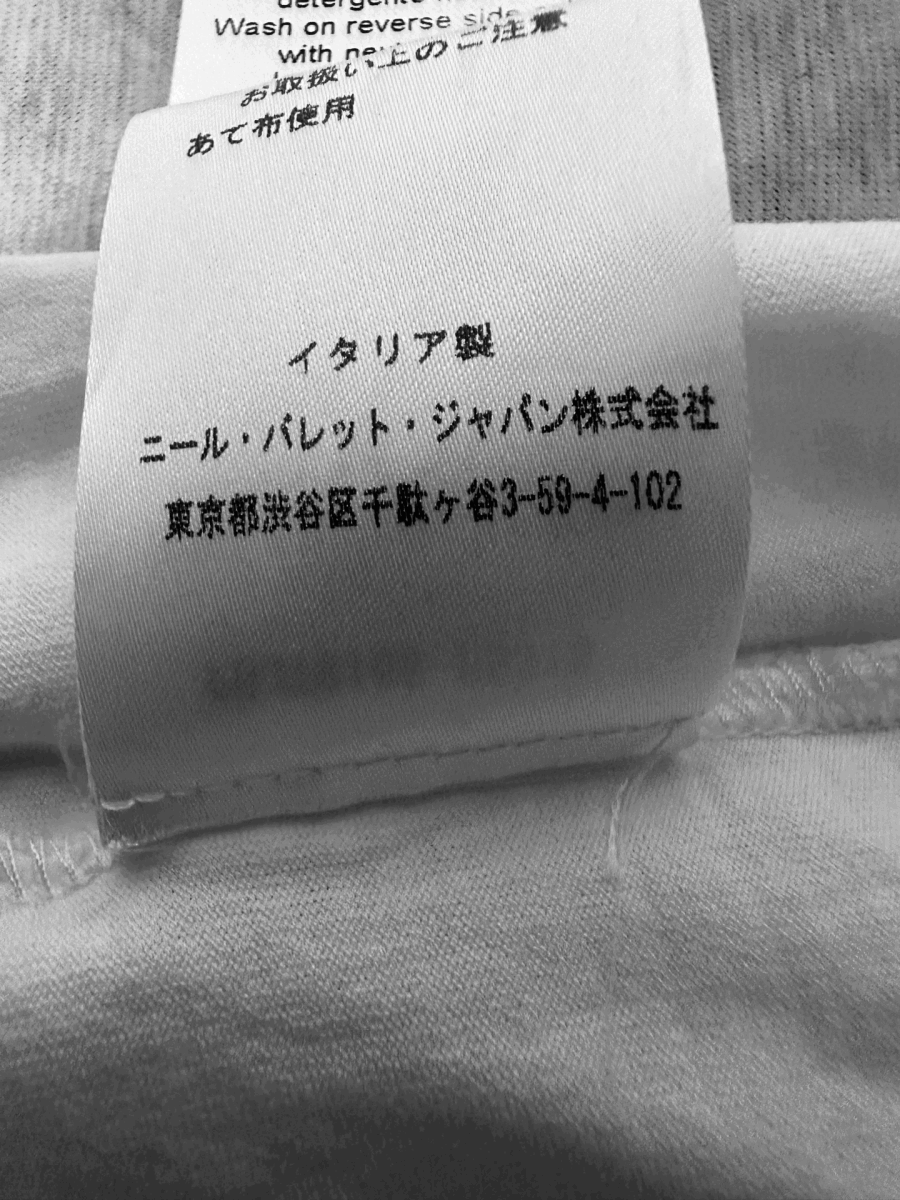 Wash on reverse side
with
お取扱い上のご注意
あて布使用
イタリア製
ニール・バレット・ジャパン株式会社
東京都渋谷区千駄ヶ谷3-59-4-102